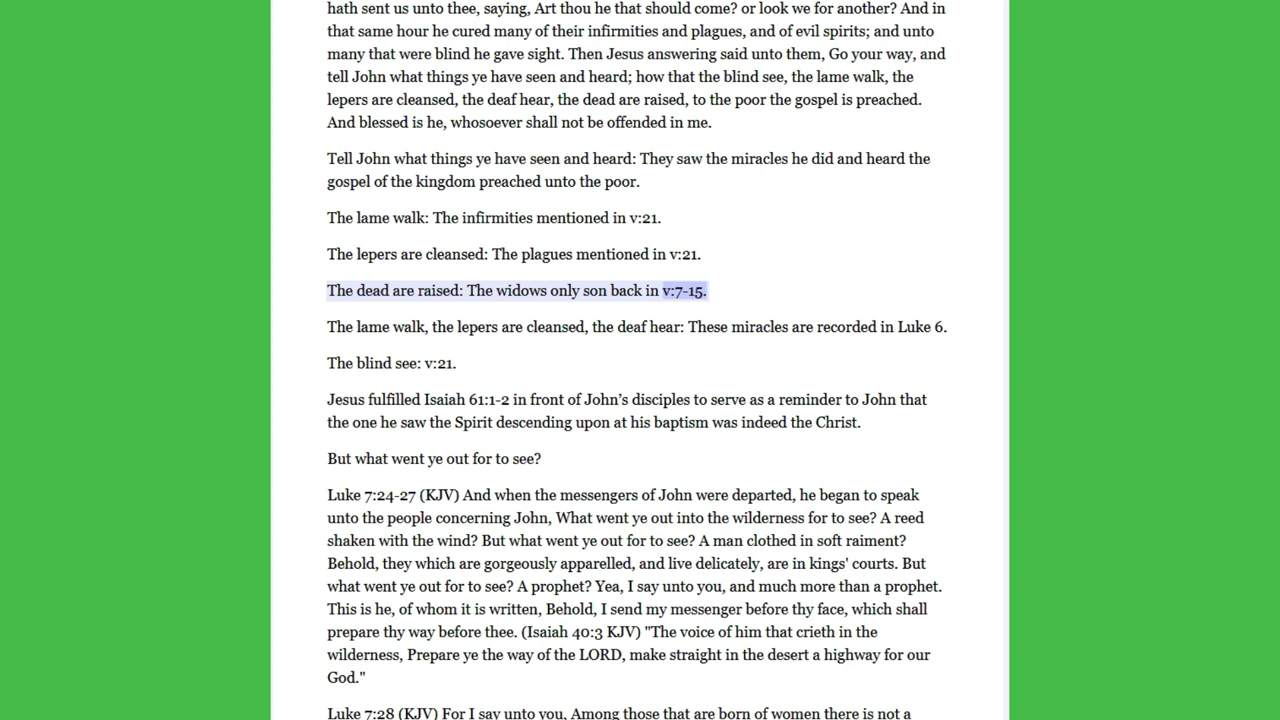 hath sent us unto thee, saying, Art thou he that should come? or look we for another? And in
that same hour he cured many of their infirmities and plagues, and of evil spirits; and unto
many that were blind he gave sight. Then Jesus answering said unto them, Go your way, and
tell John what things ye have seen and heard; how that the blind see, the lame walk, the
lepers are cleansed, the deaf hear, the dead are raised, to the poor the gospel is preached.
And blessed is he, whosoever shall not be offended in me.
Tell John what things ye have seen and heard: They saw the miracles he did and heard the
gospel of the kingdom preached unto the poor.
The lame walk: The infirmities mentioned in v:21.
The lepers are cleansed: The plagues mentioned in v:21.
The dead are raised: The widows only son back in v:7-15.
The lame walk, the lepers are cleansed, the deaf hear: These miracles are recorded in Luke 6.
The blind see: v:21.
Jesus fulfilled Isaiah 61:1-2 in front of John’s disciples to serve as a reminder to John that
the one he saw the Spirit descending upon at his baptism was indeed the Christ.
But what went ye out for to see?
Luke 7:24-27 (KJV) And when the messengers of John were departed, he began to speak
unto the people concerning John, What went ye out into the wilderness for to see? A reed
shaken with the wind? But what went ye out for to see? A man clothed in soft raiment?
Behold, they which are gorgeously apparelled, and live delicately, are in kings' courts. But
what went ye out for to see? A prophet? Yea, I say unto you, and much more than a prophet.
This is he, of whom it is written, Behold, I send my messenger before thy face, which shall
prepare thy way before thee. (Isaiah 40:3 KJV) "The voice of him that crieth in the
wilderness, Prepare ye the way of the LORD, make straight in the desert a highway for our
God."
Luke 7:28 (KJV) For I say unto you, Among those that are born of women there is not a